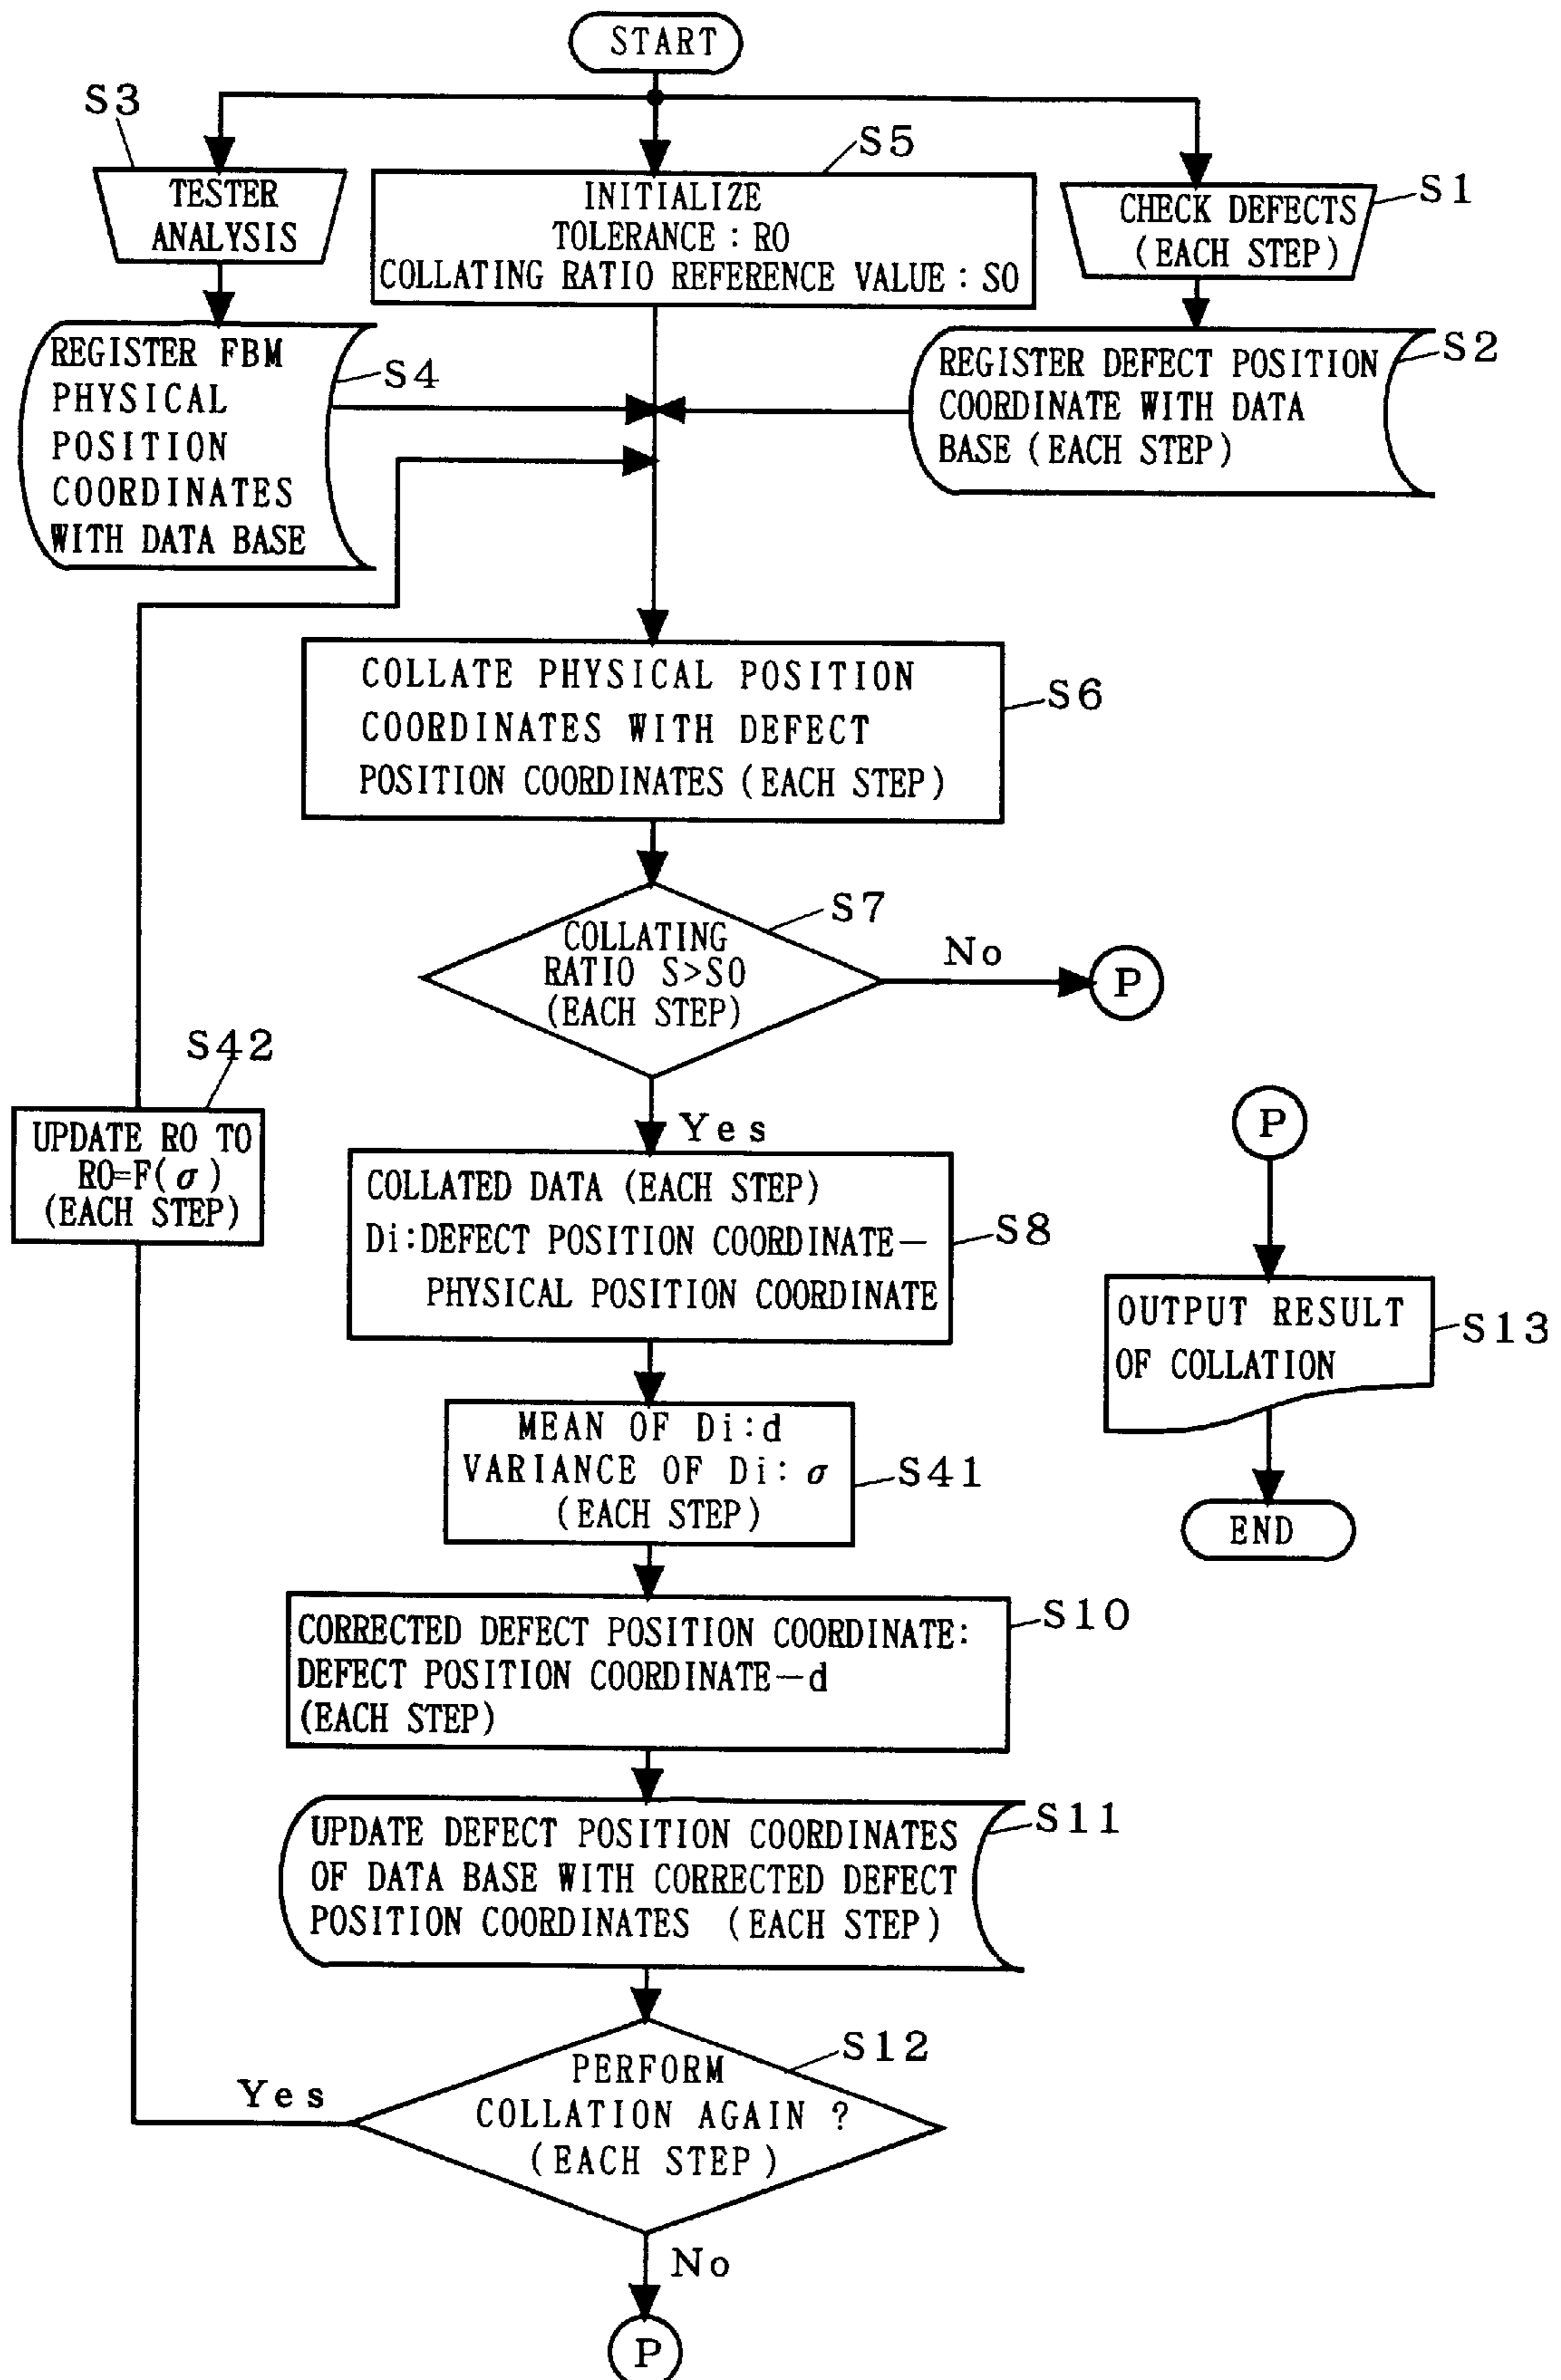 START
S3
TESTER
ANALYSIS
S5
INITIALIZE
TOLERANCE : R0
COLLATING RATIO REFERENCE VALUE : S0
S1
CHECK DEFECTS
(EACH STEP)
REGISTER FBM
PHYSICAL
POSITION
COORDINATES
WITH DATA BASE
S4
REGISTER DEFECT POSITION
COORDINATE WITH DATA
BASE (EACH STEP)
S2
COLLATE PHYSICAL POSITION
COORDINATES WITH DEFECT
POSITION COORDINATES (EACH STEP)
S6
COLLATING
RATIO S>S0
(EACH STEP)
S7
No
P
Yes
S42
UPDATE R0 TO
R0=F(σ)
(EACH STEP)
COLLATED DATA (EACH STEP)
Di:DEFECT POSITION COORDINATE—
PHYSICAL POSITION COORDINATE
S8
P
OUTPUT RESULT
OF COLLATION
S13
END
MEAN OF Di:d
VARIANCE OF Di: σ
(EACH STEP)
S41
CORRECTED DEFECT POSITION COORDINATE:
DEFECT POSITION COORDINATE—d
(EACH STEP)
S10
UPDATE DEFECT POSITION COORDINATES
OF DATA BASE WITH CORRECTED DEFECT
POSITION COORDINATES (EACH STEP)
S11
PERFORM
COLLATION AGAIN ?
(EACH STEP)
S12
Yes
No
P